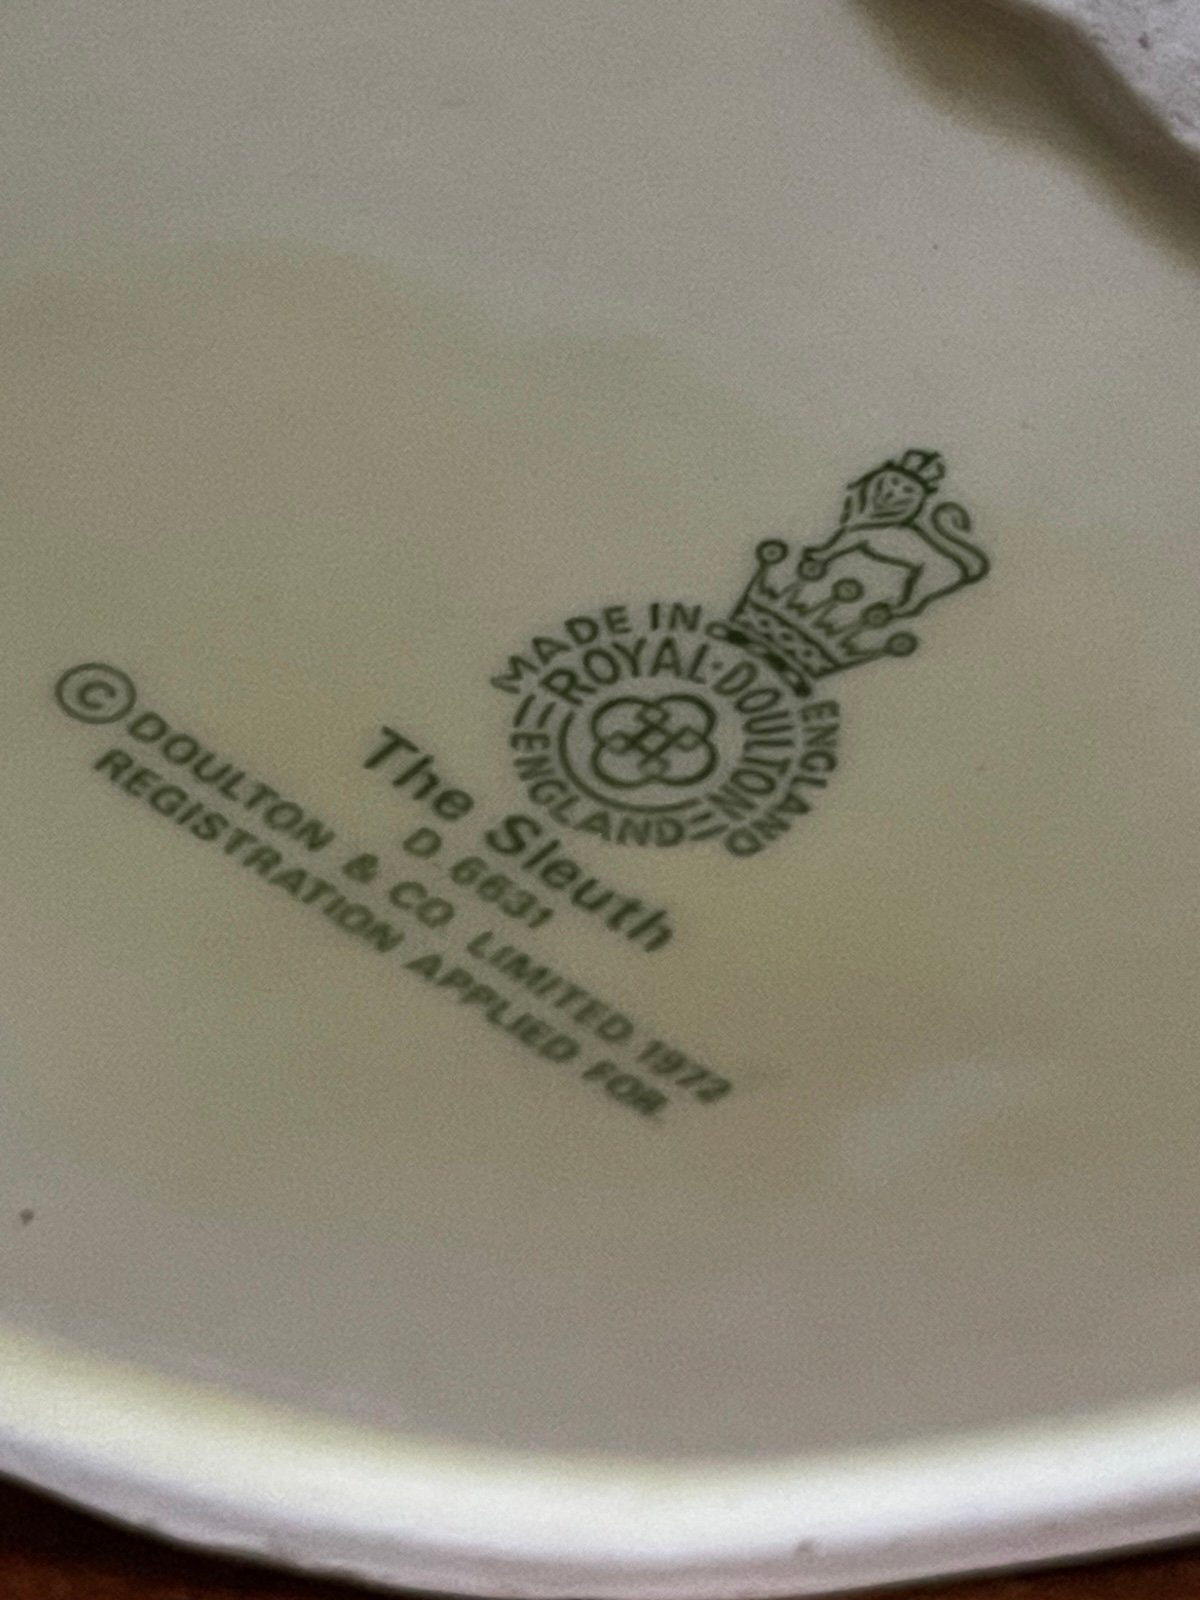 MADE IN ENGLAND
ROYAL·DOULTON
ENGLAND
The Sleuth
D 6631
© DOULTON & CO LIMITED 1972
REGISTRATION APPLIED FOR.